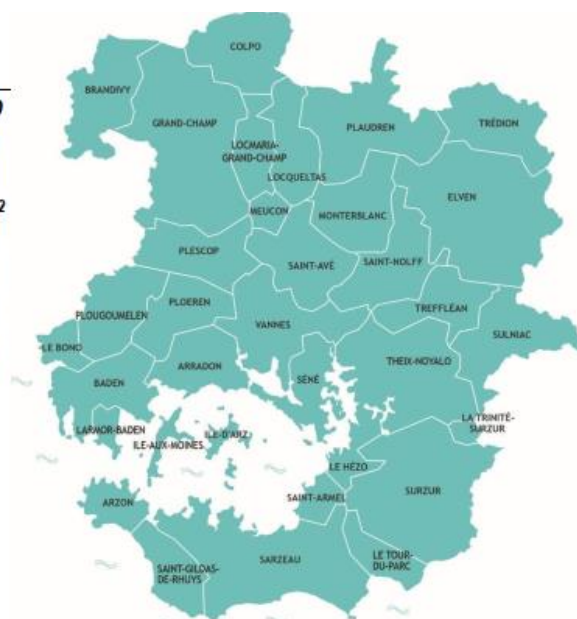 COLPO
BRANDIVY
GRAND-CHAMP
PLAUDREN
TRÉDION
LOCMARIA-
GRAND-CHAMP
LOCQUELTAS
ELVEN
MEUCON
MONTERBLANC
PLESCOP
SAINT-AVÉ
SAINT-NOLFF
PLOEREN
TREFFLÉAN
PLOUGOUMELEN
VANNES
SULNIAC
LE BONO
THEIX-NOYALO
ARRADON
BADEN
SÉNÉ
LA TRINITÉ-
SURZUR
LARMOR-BADEN
ILE-D'ARZ
ILE-AUX-MOINES
LE HÉZO
SURZUR
SAINT-ARMEL
ARZON
LE TOUR-
DU-PARC
SARZEAU
SAINT-GILDAS-
DE-RHUYS